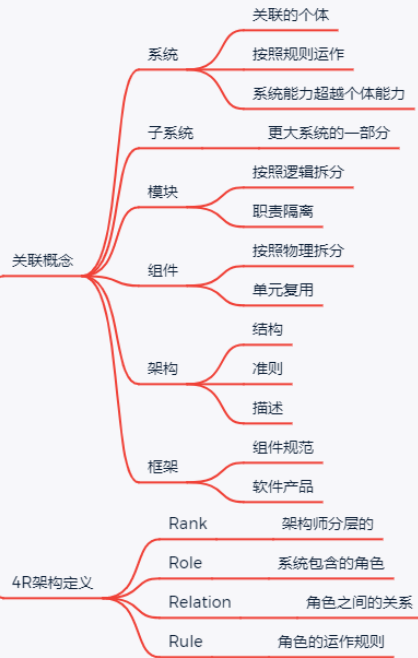 关联概念
系统
关联的个体
按照规则运作
系统能力超越个体能力
子系统
更大系统的一部分
模块
按照逻辑拆分
职责隔离
组件
按照物理拆分
单元复用
架构
结构
准则
描述
框架
组件规范
软件产品
4R架构定义
Rank
架构师分层的
Role
系统包含的角色
Relation
角色之间的关系
Rule
角色的运作规则